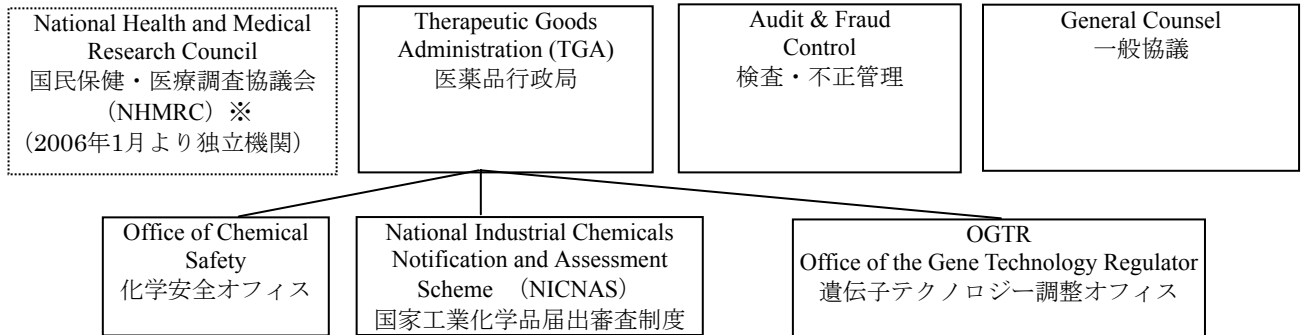 National Health and Medical
Research Council
国民保健・医療調査協議会
（NHMRC）※
（2006年1月より独立機関）
Therapeutic Goods
Administration (TGA)
医薬品行政局
Audit & Fraud
Control
検査・不正管理
General Counsel
一般協議
Office of Chemical
Safety
化学安全オフィス
National Industrial Chemicals
Notification and Assessment
Scheme （NICNAS）
国家工業化学品届出審査制度
OGTR
Office of the Gene Technology Regulator
遺伝子テクノロジー調整オフィス